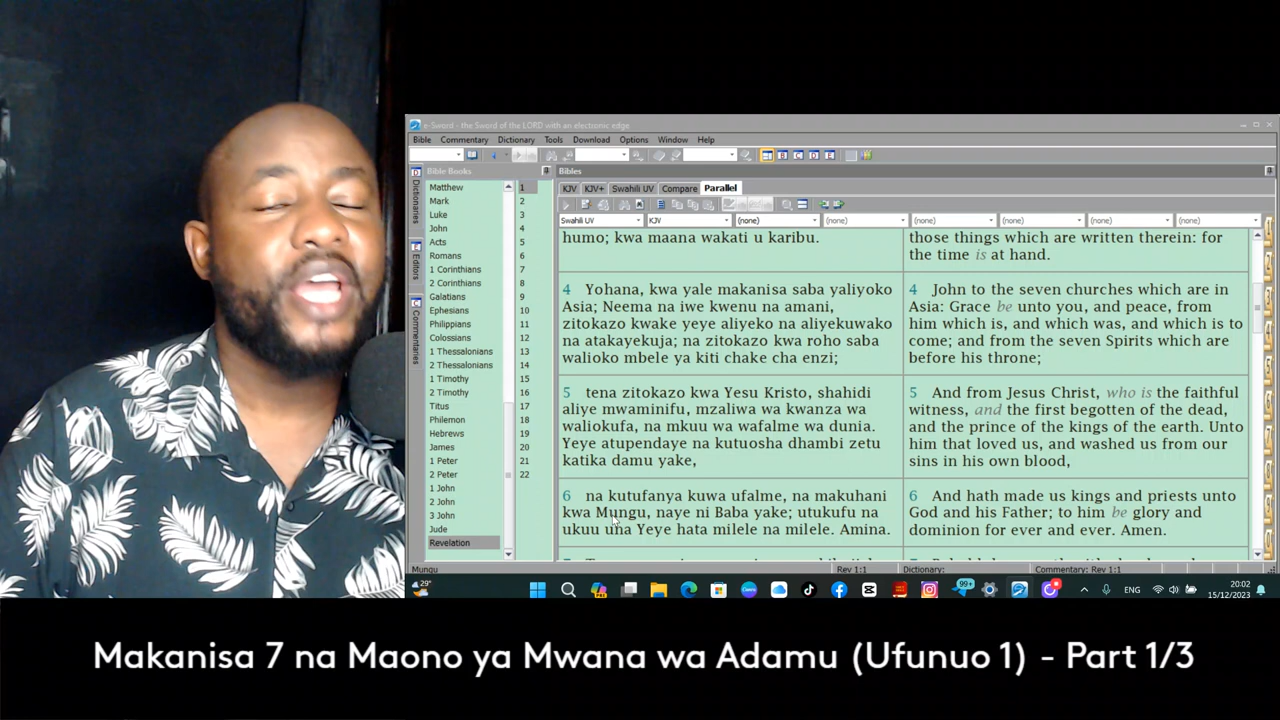 e-Sword - the Sword of the LORD with an electronic edge
Bible Commentary Dictionary Tools Download Options Window Help
Bible Books
Bibles
Dictionaries
Editors
Commentaries
Matthew
Mark
Luke
John
Acts
Romans
1 Corinthians
2 Corinthians
Galatians
Ephesians
Philippians
Colossians
1 Thessalonians
2 Thessalonians
1 Timothy
2 Timothy
Titus
Philemon
Hebrews
James
1 Peter
2 Peter
1 John
2 John
3 John
Jude
Revelation
1
2
3
4
5
6
7
8
9
10
11
12
13
14
15
16
17
18
19
20
21
22
KJV KJV+ Swahili UV Compare Parallel
Swahili UV KJV (none) (none) (none) (none) (none) (none)
humo; kwa maana wakati u karibu.
4 Yohana, kwa yale makanisa saba yaliyoko
Asia; Neema na iwe kwenu na amani,
zitokazo kwake yeye aliyeko na aliyekuwako
na atakayekuja; na zitokazo kwa roho saba
walioko mbele ya kiti chake cha enzi;
5 tena zitokazo kwa Yesu Kristo, shahidi
aliye mwaminifu, mzaliwa wa kwanza wa
waliokufa, na mkuu wa wafalme wa dunia.
Yeye atupendaye na kutuosha dhambi zetu
katika damu yake,
6 na kutufanya kuwa ufalme, na makuhani
kwa Mungu, naye ni Baba yake; utukufu na
ukuu una Yeye hata milele na milele. Amina.
those things which are written therein: for
the time is at hand.
4 John to the seven churches which are in
Asia: Grace be unto you, and peace, from
him which is, and which was, and which is to
come; and from the seven Spirits which are
before his throne;
5 And from Jesus Christ, who is the faithful
witness, and the first begotten of the dead,
and the prince of the kings of the earth. Unto
him that loved us, and washed us from our
sins in his own blood,
6 And hath made us kings and priests unto
God and his Father; to him be glory and
dominion for ever and ever. Amen.
Mungu
Rev 1:1
Dictionary:
Commentary: Rev 1:1
29°
99+
ENG
20:02
15/12/2023
Makanisa 7 na Maono ya Mwana wa Adamu (Ufunuo 1) - Part 1/3